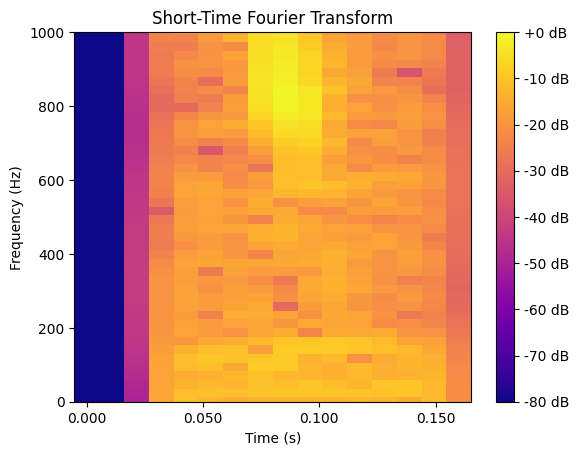 Short-Time Fourier Transform
Frequency (Hz)
1000
800
600
400
200
0
0.000
0.050
0.100
0.150
Time (s)
+0 dB
-10 dB
-20 dB
-30 dB
-40 dB
-50 dB
-60 dB
-70 dB
-80 dB